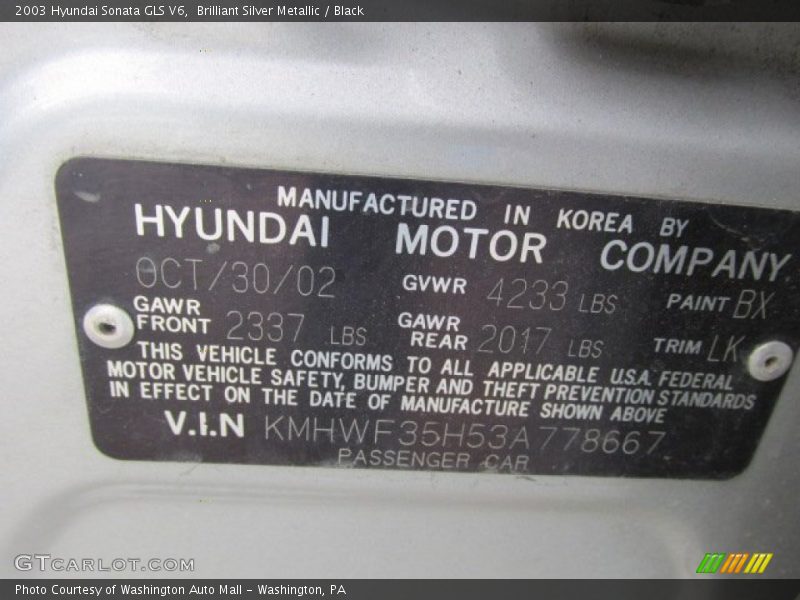 2003 Hyundai Sonata GLS V6,  Brilliant Silver Metallic / Black
MANUFACTURED IN KOREA BY
HYUNDAI MOTOR COMPANY
OCT/30/02 GVWR 4233 LBS PAINT BX
GAWR FRONT 2337 LBS GAWR REAR 2017 LBS TRIM LK
THIS VEHICLE CONFORMS TO ALL APPLICABLE U.S.A. FEDERAL
MOTOR VEHICLE SAFETY, BUMPER AND THEFT PREVENTION STANDARDS
IN EFFECT ON THE DATE OF MANUFACTURE SHOWN ABOVE
V.I.N KMHWF35H53A778667
PASSENGER CAR
GTCARLOT.COM
Photo Courtesy of Washington Auto Mall - Washington, PA